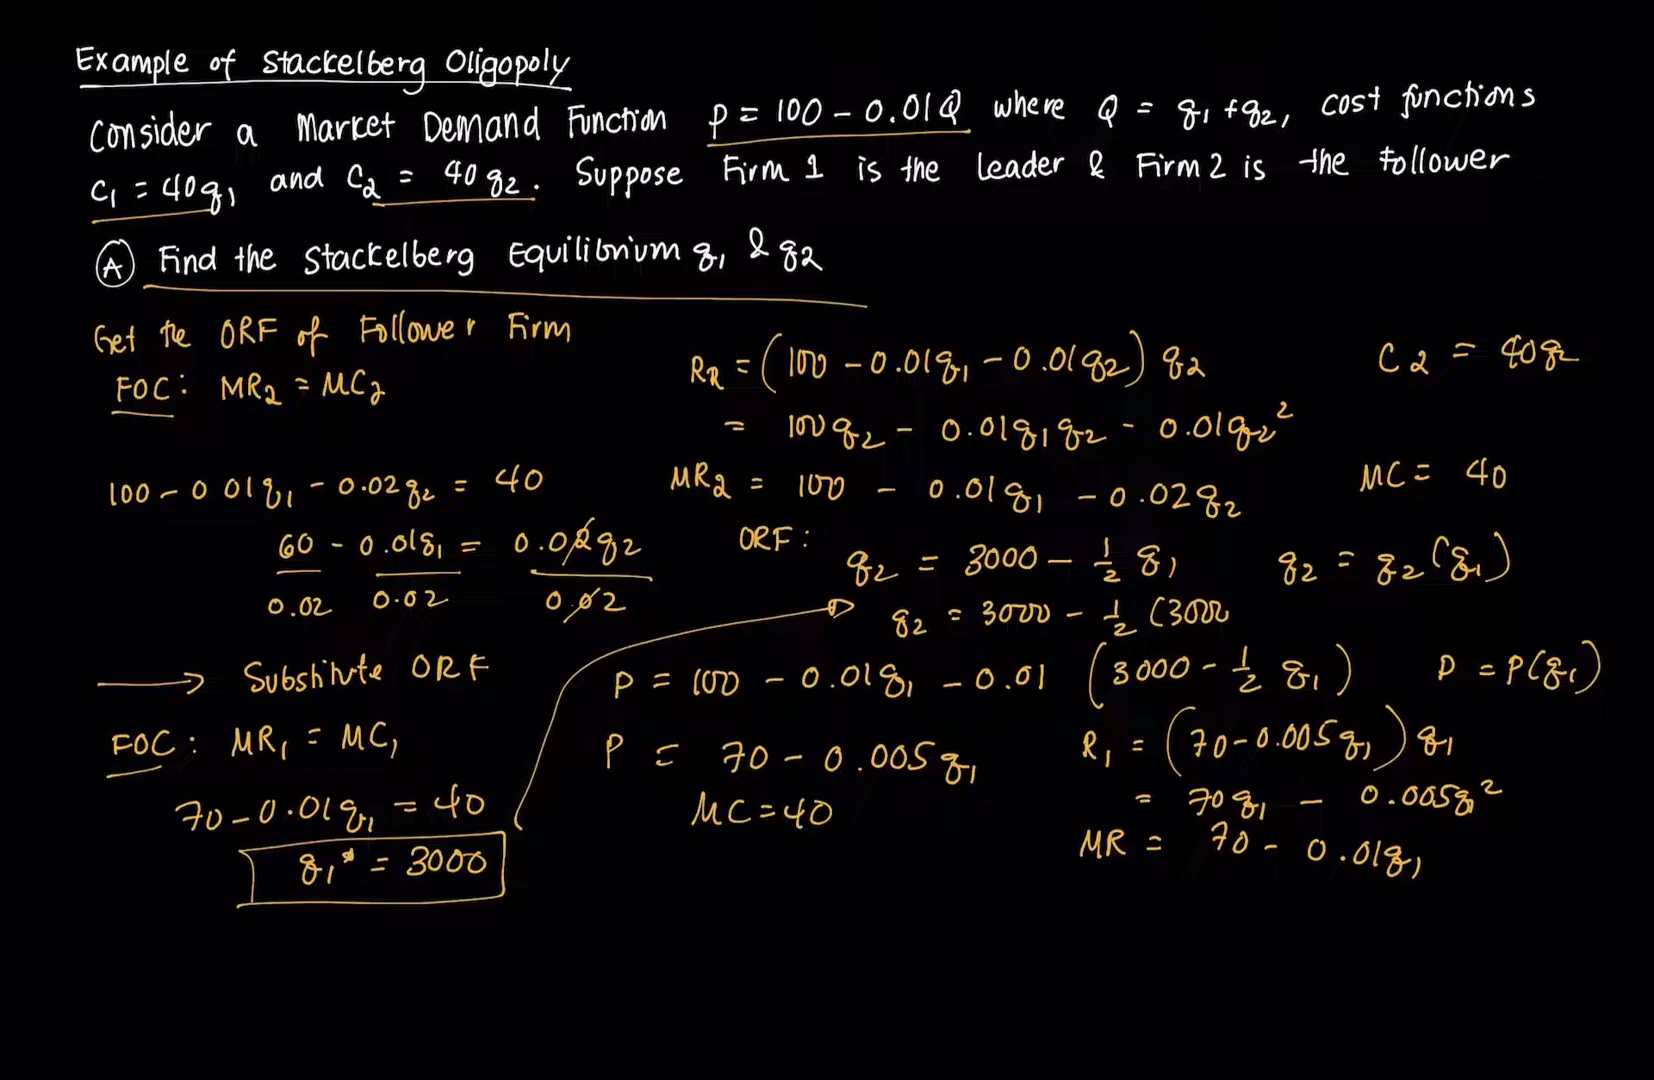 Example of Stackelberg Oligopoly
Consider a Market Demand Function P = 100 - 0.01Q where Q = q₁ + q₂, cost functions
C₁ = 40q₁ and C₂ = 40q₂. Suppose Firm 1 is the Leader & Firm 2 is the follower
(A) Find the Stackelberg Equilibrium q₁ & q₂
Get the ORF of Follower Firm
FOC: MR₂ = MC₂
R₂ = (100 - 0.01q₁ - 0.01q₂) q₂
C₂ = 40q₂
= 100q₂ - 0.01q₁q₂ - 0.01q₂²
100 - 0.01q₁ - 0.02q₂ = 40
MR₂ = 100 - 0.01q₁ - 0.02q₂
MC = 40
60 - 0.01q₁ = 0.02q₂
0.02 0.02 0.02
ORF:
q₂ = 3000 - ½ q₁
q₂ = q₂(q₁)
q₂ = 3000 - ½ (3000
→ Substitute ORF
P = 100 - 0.01q₁ - 0.01 (3000 - ½ q₁)
P = P(q₁)
FOC: MR₁ = MC₁
P = 70 - 0.005q₁
R₁ = (70 - 0.005q₁) q₁
70 - 0.01q₁ = 40
MC = 40
= 70q₁ - 0.005q₁²
q₁* = 3000
MR = 70 - 0.01q₁